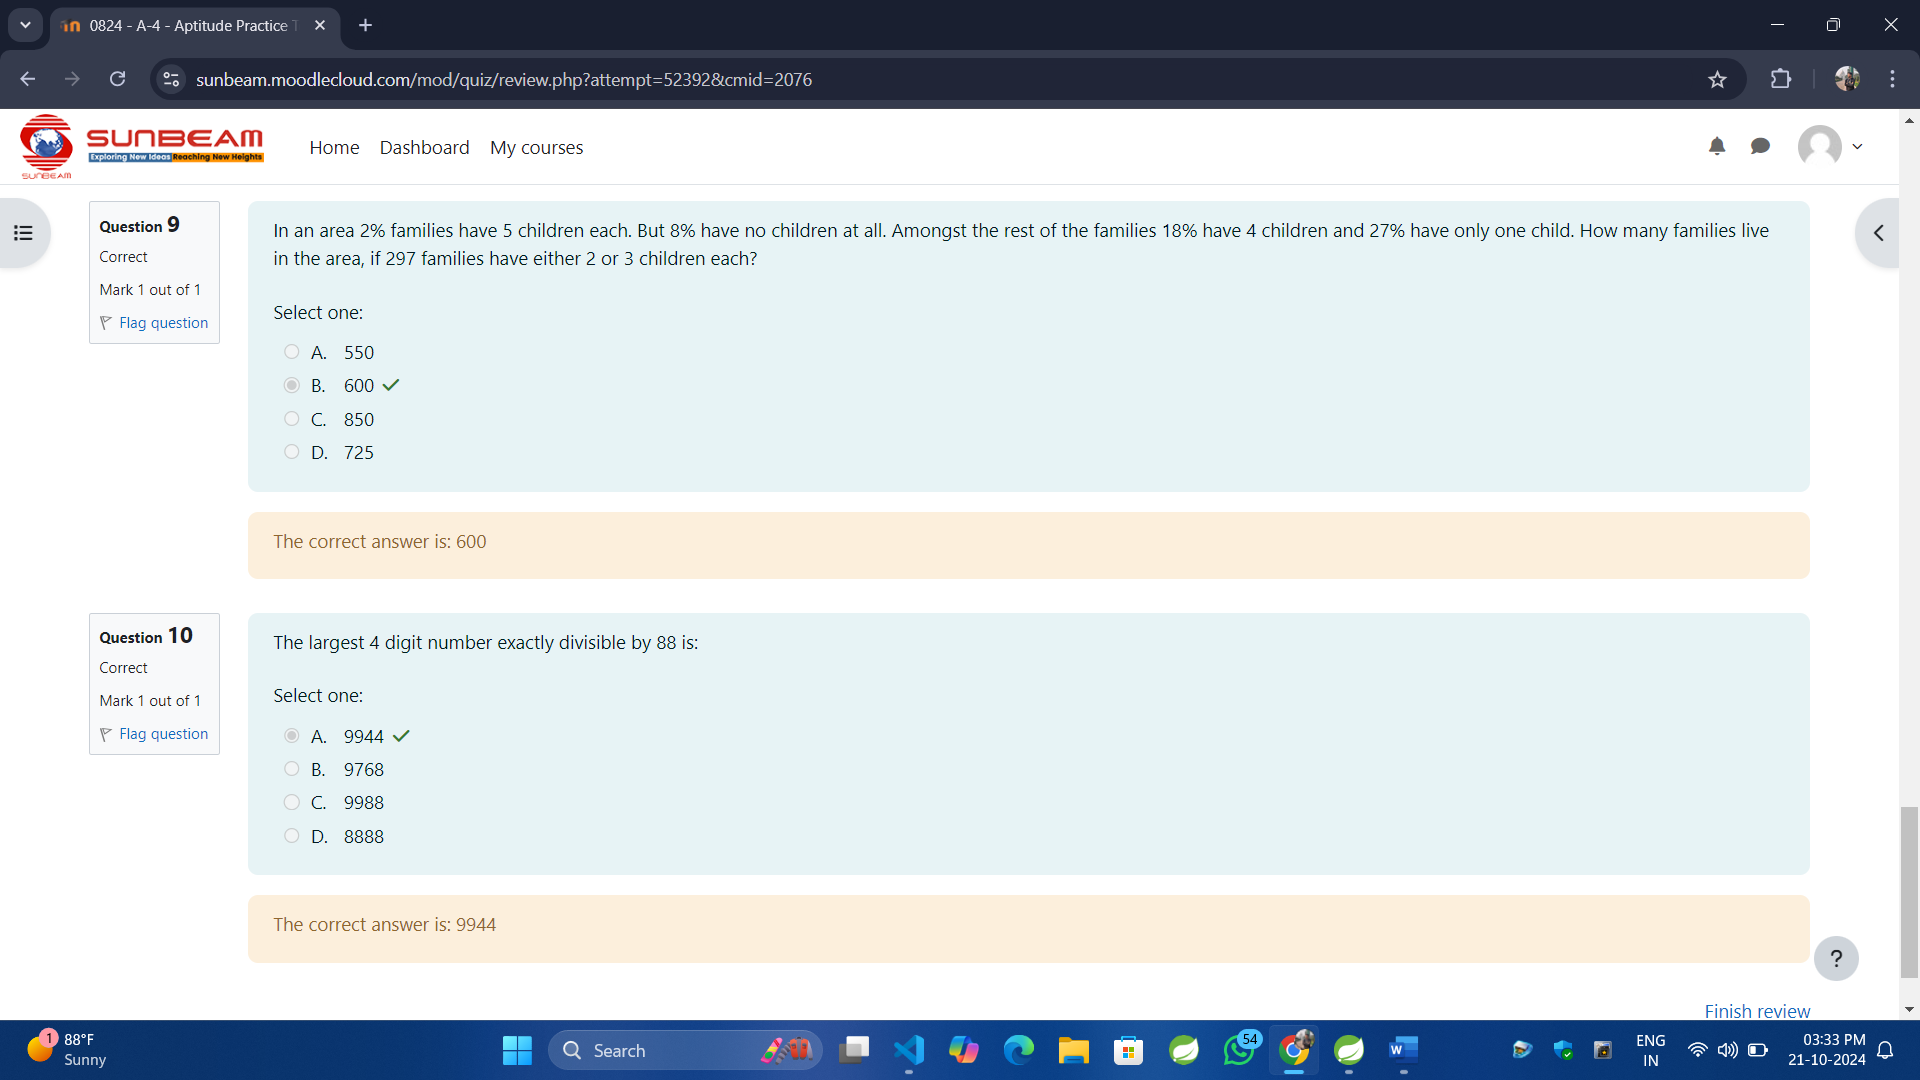 0824 - A-4 - Aptitude Practice T
sunbeam.moodlecloud.com/mod/quiz/review.php?attempt=52392&cmid=2076
SUNBEAM
Exploring New Ideas Reaching New Heights
SUNBEAM
Home Dashboard My courses
Question 9
Correct
Mark 1 out of 1
Flag question
In an area 2% families have 5 children each. But 8% have no children at all. Amongst the rest of the families 18% have 4 children and 27% have only one child. How many families live
in the area, if 297 families have either 2 or 3 children each?
Select one:
A. 550
B. 600
C. 850
D. 725
The correct answer is: 600
Question 10
Correct
Mark 1 out of 1
Flag question
The largest 4 digit number exactly divisible by 88 is:
Select one:
A. 9944
B. 9768
C. 9988
D. 8888
The correct answer is: 9944
?
Finish review
1
88°F
Sunny
Search
54
W
ENG
IN
03:33 PM
21-10-2024